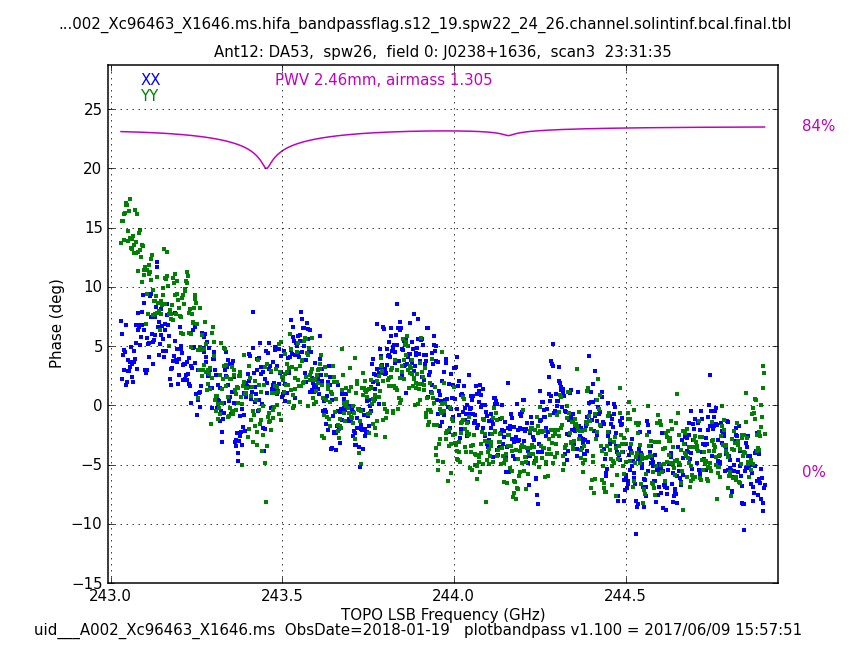 ...002_Xc96463_X1646.ms.hifa_bandpassflag.s12_19.spw22_24_26.channel.solintinf.bcal.final.tbl
Ant12: DA53, spw26, field 0: J0238+1636, scan3 23:31:35
XX PWV 2.46mm, airmass 1.305
YY
25
84%
20
15
10
Phase (deg)
5
0
−5
0%
−10
−15
243.0 243.5 244.0 244.5
TOPO LSB Frequency (GHz)
uid___A002_Xc96463_X1646.ms ObsDate=2018-01-19 plotbandpass v1.100 = 2017/06/09 15:57:51